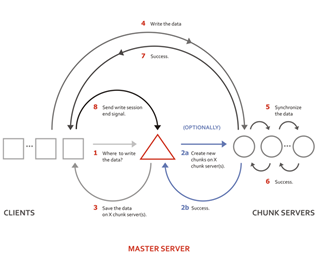 4 Write the data
7 Success.
8 Send write session
end signal.
(OPTIONALLY)
5 Synchronize
the data
...
...
1 Where to write
the data?
2a Create new
chunks on X
chunk server(s).
6 Success.
3 Save the data
on X chunk server(s).
2b Success.
CLIENTS
CHUNK SERVERS
MASTER SERVER